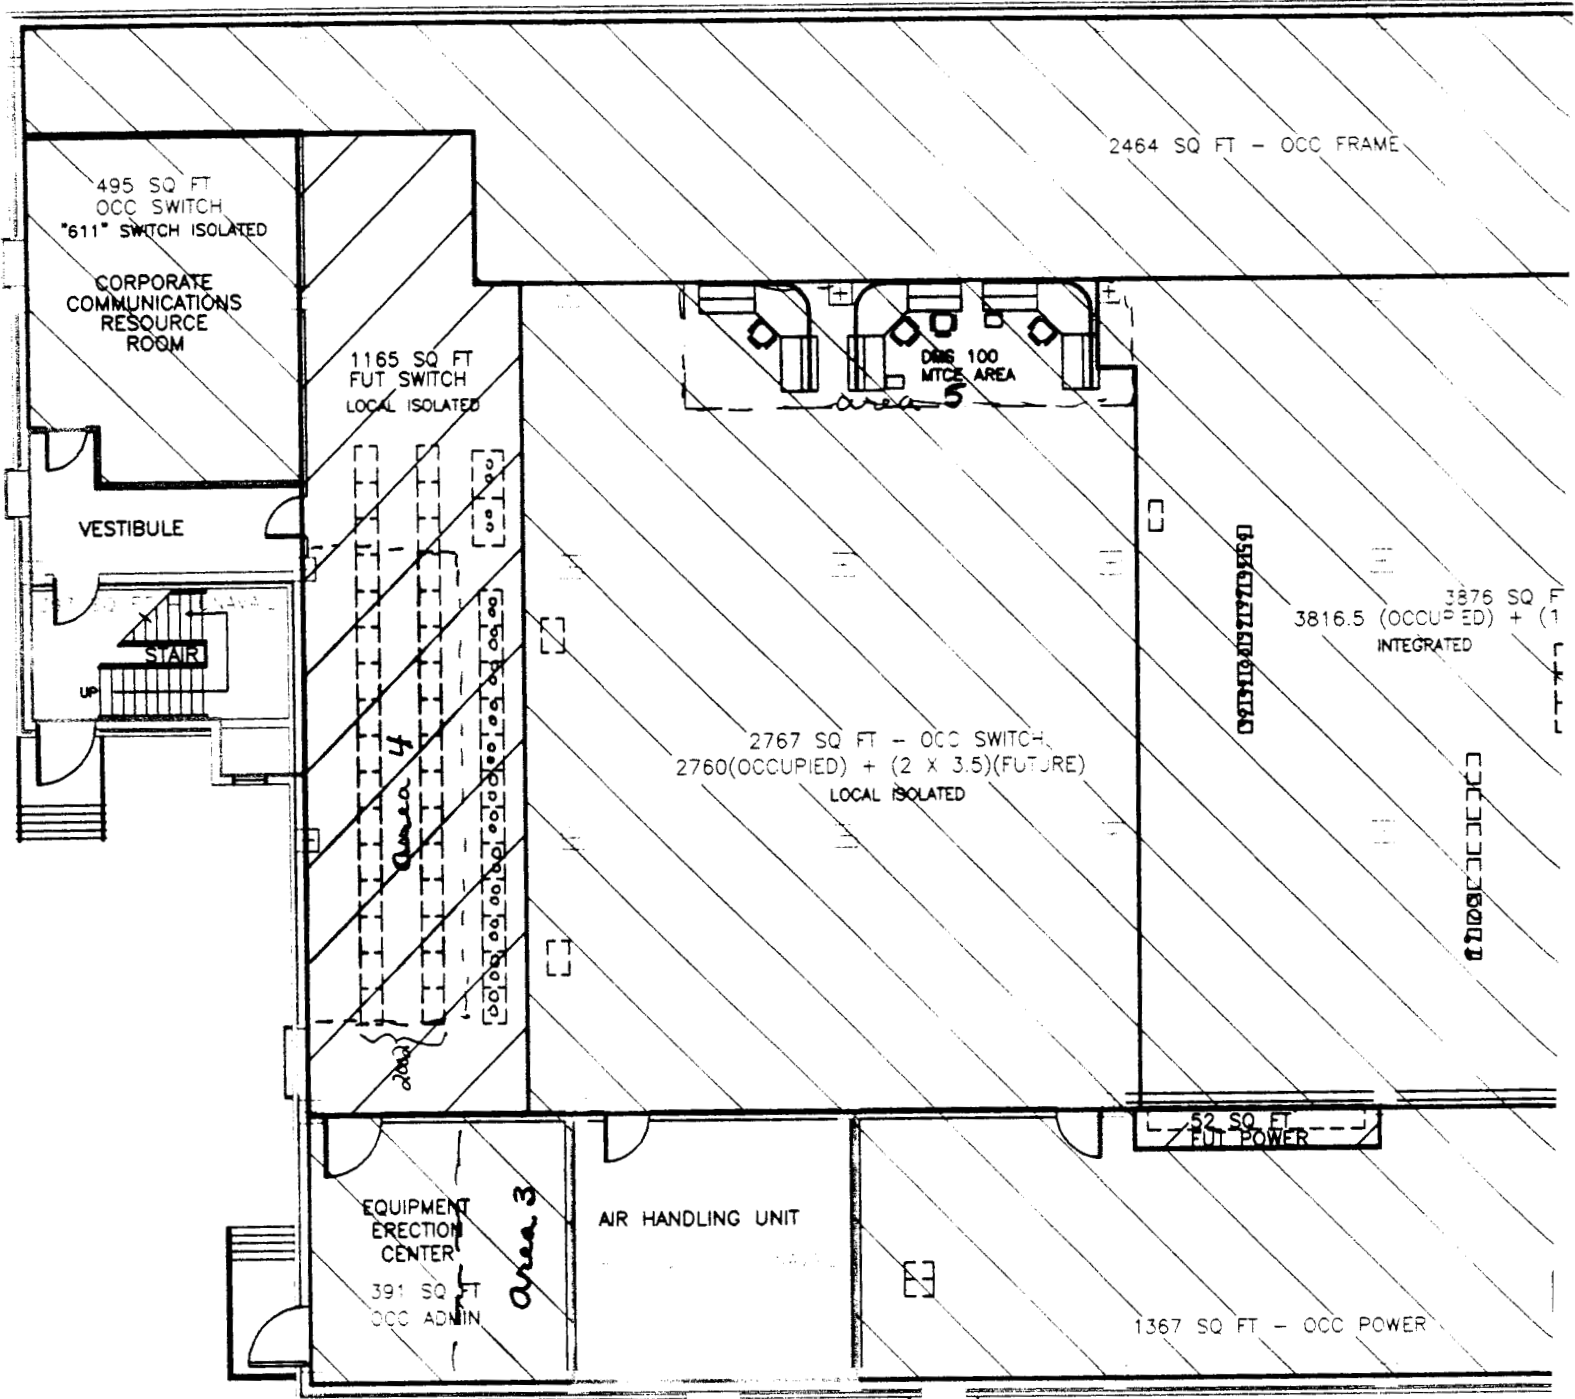 2464 SQ FT - OCC FRAME
495 SQ FT
OCC SWITCH
"611" SWITCH ISOLATED
CORPORATE
COMMUNICATIONS
RESOURCE
ROOM
1165 SQ FT
FUT SWITCH
LOCAL ISOLATED
DMS 100
MTCE AREA
area 5
VESTIBULE
STAIR
UP
3876 SQ F
3816.5 (OCCUPIED) + (1
INTEGRATED
2767 SQ FT - OCC SWITCH
2760(OCCUPIED) + (2 X 3.5)(FUTURE)
LOCAL ISOLATED
area 4
2002
52 SQ FT
FUT POWER
EQUIPMENT
ERECTION
CENTER
391 SQ FT
OCC ADMIN
area 3
AIR HANDLING UNIT
1367 SQ FT - OCC POWER